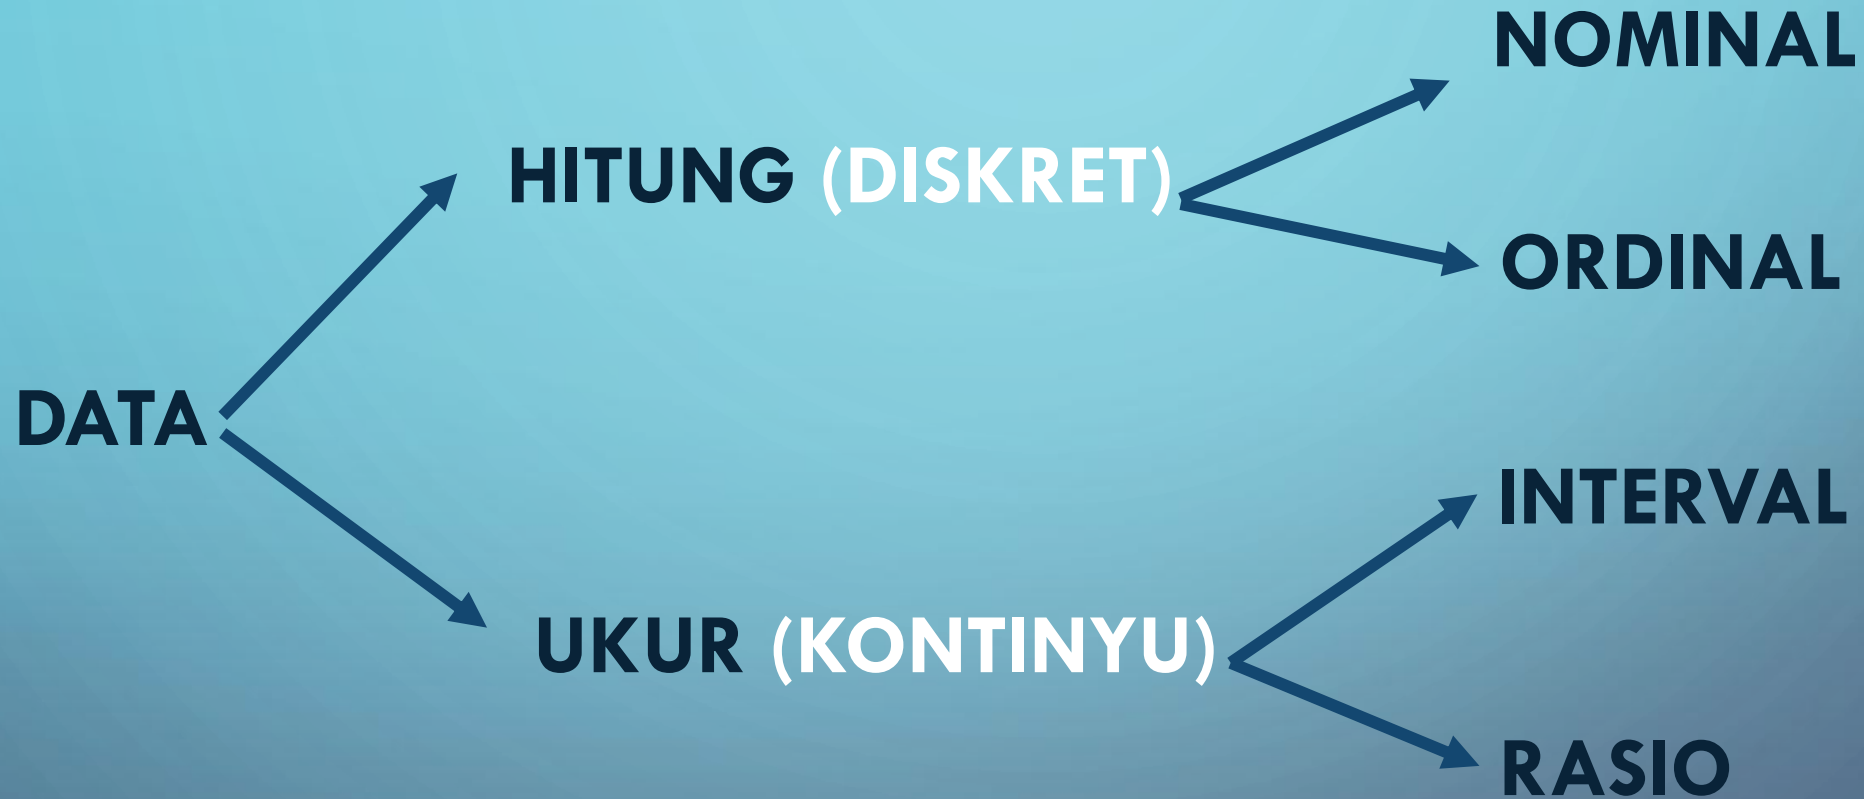 NOMINAL
HITUNG (DISKRET)
ORDINAL
DATA
INTERVAL
UKUR (KONTINYU)
RASIO